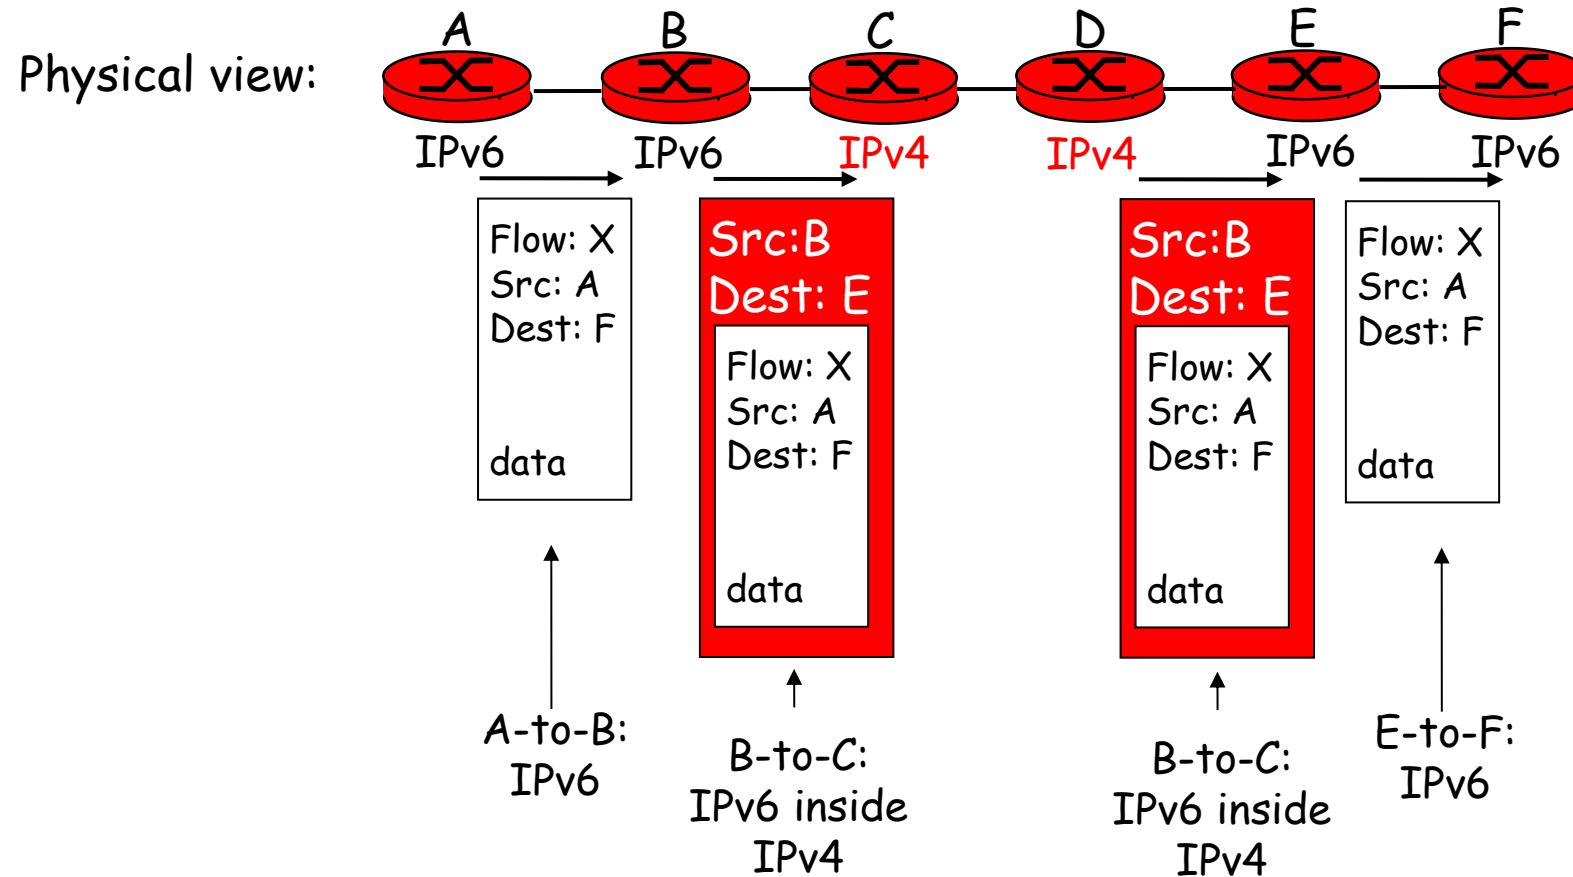 A B C D E F
Physical view:
IPv6 IPv6 IPv4 IPv4 IPv6 IPv6
Flow: X
Src: A
Dest: F
data
Src:B
Dest: E
Flow: X
Src: A
Dest: F
data
Src:B
Dest: E
Flow: X
Src: A
Dest: F
data
Flow: X
Src: A
Dest: F
data
A-to-B:
IPv6
B-to-C:
IPv6 inside
IPv4
B-to-C:
IPv6 inside
IPv4
E-to-F:
IPv6